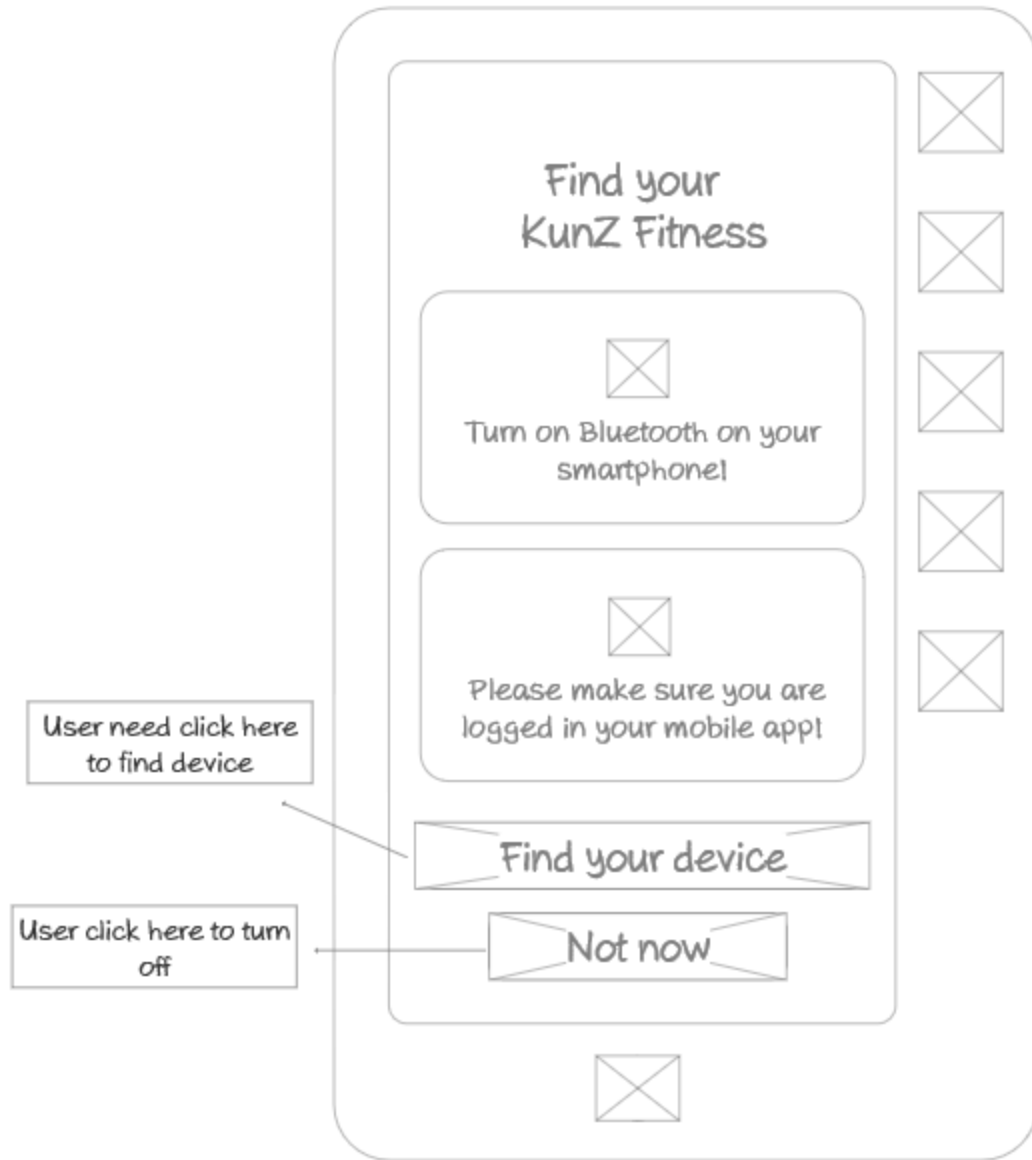 Find your
KunZ Fitness
Turn on Bluetooth on your
smartphone!
Please make sure you are
logged in your mobile app!
User need click here
to find device
Find your device
User click here to turn
off
Not now